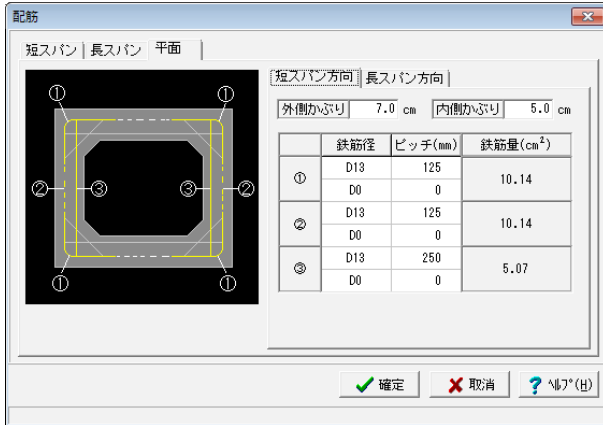 配筋
短スパン 長スパン 平面
短スパン方向 長スパン方向
外側かぶり 7.0 cm 内側かぶり 5.0 cm
鉄筋径 ピッチ(mm) 鉄筋量(cm²)
① D13 125 10.14
D0 0
② D13 125 10.14
D0 0
③ D13 250 5.07
D0 0
① ①
② ③ ③ ②
① ①
確定 取消 ? ﾍﾙﾌﾟ(H)